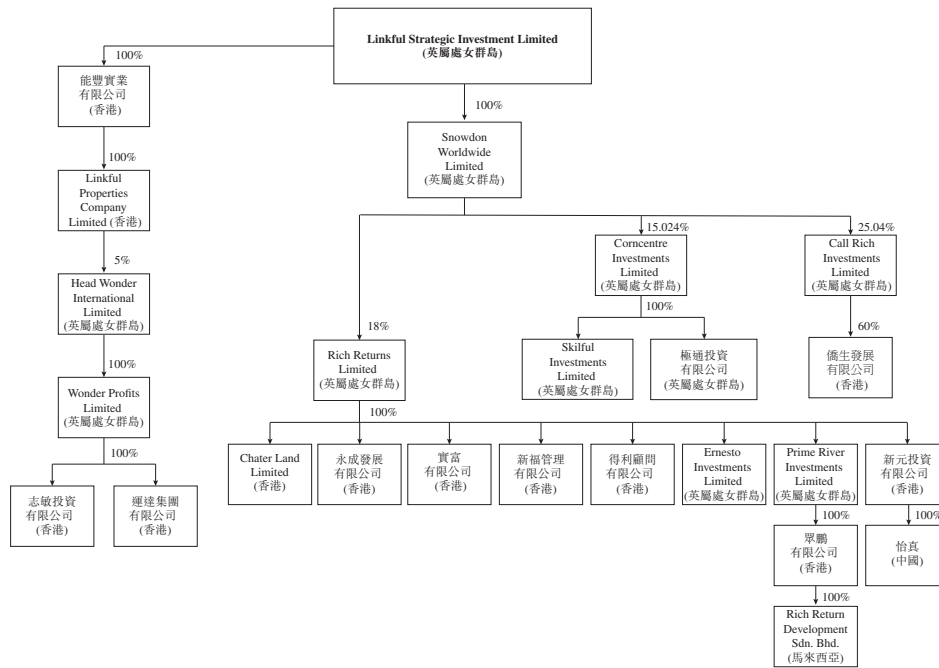 Linkful Strategic Investment Limited
(英屬處女群島)
100%
能豐實業
有限公司
(香港)
100%
Linkful
Properties
Company
Limited (香港)
5%
Head Wonder
International
Limited
(英屬處女群島)
100%
Wonder Profits
Limited
(英屬處女群島)
100%
志敏投資
有限公司
(香港)
運達集團
有限公司
(香港)
100%
Snowdon
Worldwide
Limited
(英屬處女群島)
18%
Rich Returns
Limited
(英屬處女群島)
15.024%
Corncentre
Investments
Limited
(英屬處女群島)
100%
Skilful
Investments
Limited
(英屬處女群島)
極通投資
有限公司
(英屬處女群島)
25.04%
Call Rich
Investments
Limited
(英屬處女群島)
60%
僑生發展
有限公司
(香港)
100%
Chater Land
Limited
(香港)
永成發展
有限公司
(香港)
實富
有限公司
(香港)
新福管理
有限公司
(香港)
得利顧問
有限公司
(香港)
Ernesto
Investments
Limited
(英屬處女群島)
Prime River
Investments
Limited
(英屬處女群島)
新元投資
有限公司
(香港)
100%
眾鵬
有限公司
(香港)
100%
怡真
(中國)
100%
Rich Return
Development
Sdn. Bhd.
(馬來西亞)